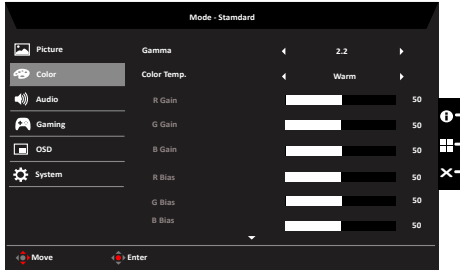 Mode - Standard
Picture
Gamma 2.2
Color
Color Temp. Warm
Audio
R Gain 50
Gaming
G Gain 50
OSD
B Gain 50
System
R Bias 50
G Bias 50
B Bias 50
Move Enter